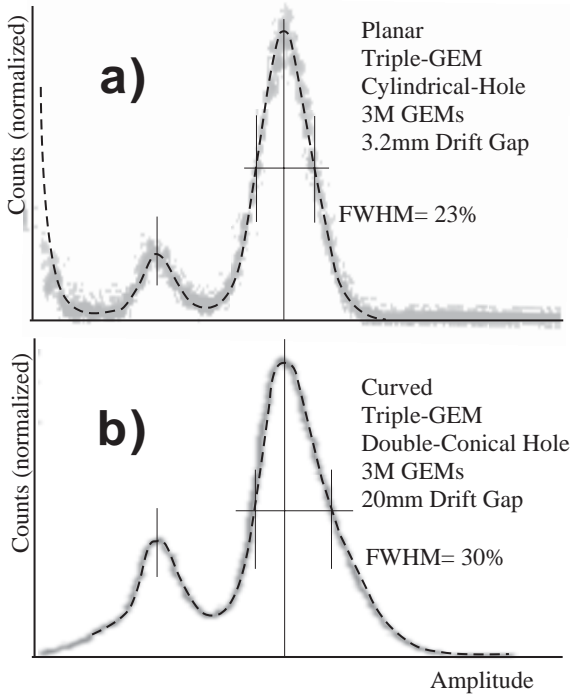 Counts (normalized)
a)
Planar
Triple-GEM
Cylindrical-Hole
3M GEMs
3.2mm Drift Gap
FWHM= 23%
Counts (normalized)
b)
Curved
Triple-GEM
Double-Conical Hole
3M GEMs
20mm Drift Gap
FWHM= 30%
Amplitude